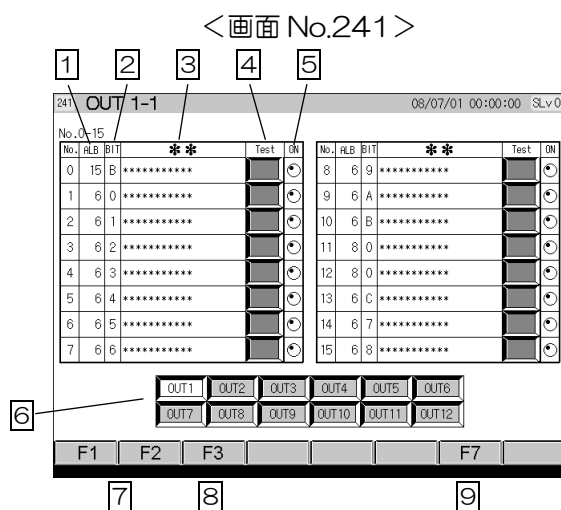 ＜画面 No.241＞
1 2 3 4 5
241 OUT 1-1 08/07/01 00:00:00 SLv0
No.0-15
No. ALB BIT ** Test ON No. ALB BIT ** Test ON
0 15 B *********** 8 6 9 ***********
1 6 0 *********** 9 6 A ***********
2 6 1 *********** 10 6 B ***********
3 6 2 *********** 11 8 0 ***********
4 6 3 *********** 12 8 0 ***********
5 6 4 *********** 13 6 C ***********
6 6 5 *********** 14 6 7 ***********
7 6 6 *********** 15 6 8 ***********
OUT1 OUT2 OUT3 OUT4 OUT5 OUT6
6
OUT7 OUT8 OUT9 OUT10 OUT11 OUT12
F1 F2 F3 F7
7 8 9